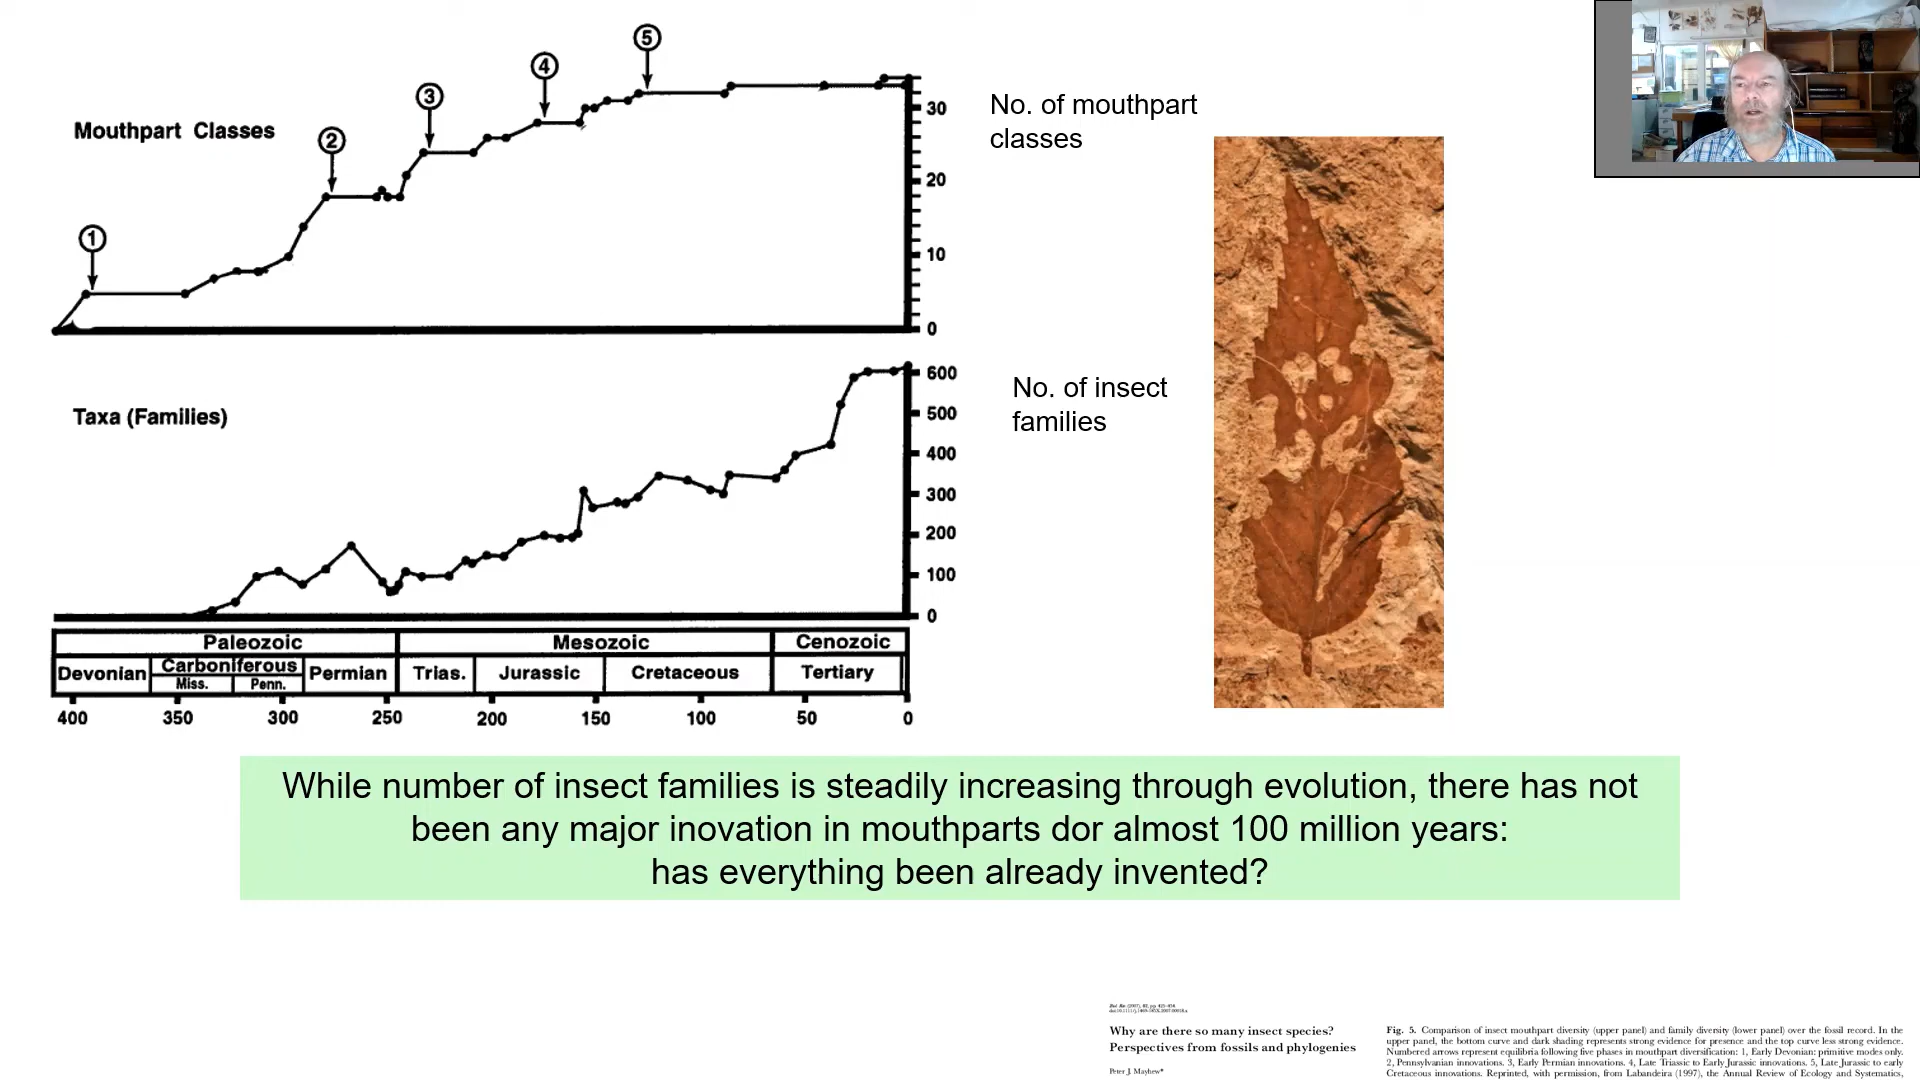 5
4
3
2
1
Mouthpart Classes
30
20
10
0
No. of mouthpart
classes
Taxa (Families)
600
500
400
300
200
100
0
No. of insect
families
Paleozoic
Mesozoic
Cenozoic
Devonian
Carboniferous
Miss.
Penn.
Permian
Trias.
Jurassic
Cretaceous
Tertiary
400 350 300 250 200 150 100 50 0
While number of insect families is steadily increasing through evolution, there has not
been any major inovation in mouthparts dor almost 100 million years:
has everything been already invented?
Why are there so many insect species?
Perspectives from fossils and phylogenies
Peter J. Mayhew*
Fig. 5. Comparison of insect mouthpart diversity (upper panel) and family diversity (lower panel) over the fossil record. In the
upper panel, the bottom curve and dark shading represents strong evidence for presence and the top curve less strong evidence.
Numbered arrows represent equilibria following five phases in mouthpart diversification: 1, Early Devonian: primitive modes only.
2, Pennsylvanian innovations. 3, Early Permian innovations. 4, Late Triassic to Early Jurassic innovations. 5, Late Jurassic to early
Cretaceous innovations. Reprinted, with permission, from Labandeira (1997), the Annual Review of Ecology and Systematics,